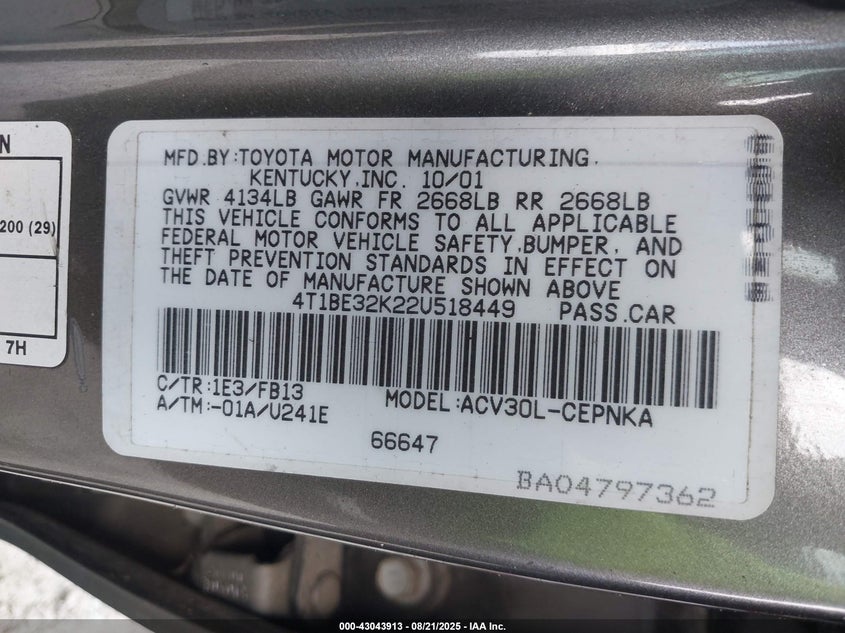 N
200 (29)
7H
MFD.BY:TOYOTA MOTOR MANUFACTURING,
KENTUCKY,INC. 10/01
GVWR 4134LB GAWR FR 2668LB RR 2668LB
THIS VEHICLE CONFORMS TO ALL APPLICABLE
FEDERAL MOTOR VEHICLE SAFETY,BUMPER, AND
THEFT PREVENTION STANDARDS IN EFFECT ON
THE DATE OF MANUFACTURE SHOWN ABOVE
4T1BE32K22U518449 PASS.CAR
C/TR:1E3/FB13
A/TM:-01A/U241E
MODEL:ACV30L-CEPNKA
66647
BA04797362
000-43043913 - 08/21/2025 - IAA Inc.